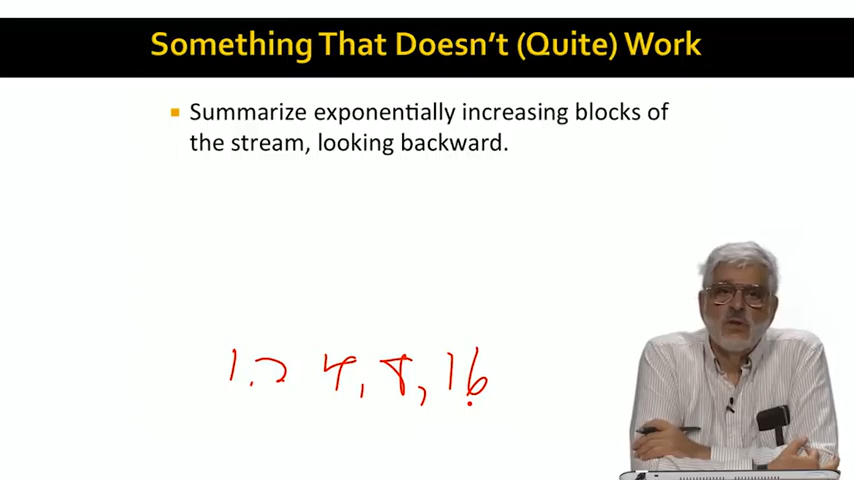 Something That Doesn't (Quite) Work
Summarize exponentially increasing blocks of
the stream, looking backward.
1, 2 4, 8, 16